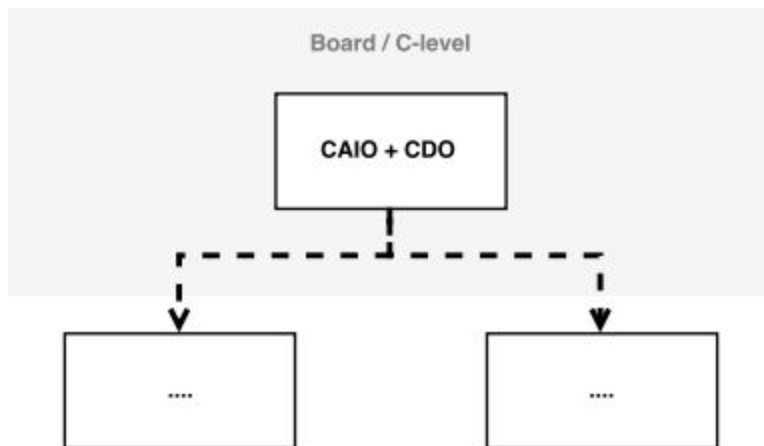 Board / C-level
CAIO + CDO
....
....